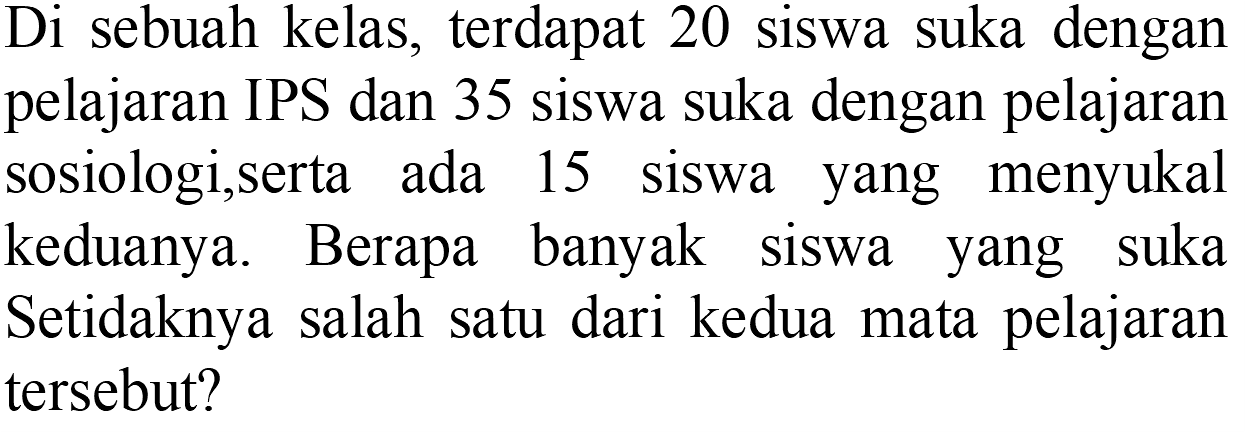 Di sebuah kelas, terdapat 20 siswa suka dengan
pelajaran IPS dan 35 siswa suka dengan pelajaran
sosiologi,serta ada 15 siswa yang menyukal
keduanya. Berapa banyak siswa yang suka
Setidaknya salah satu dari kedua mata pelajaran
tersebut?